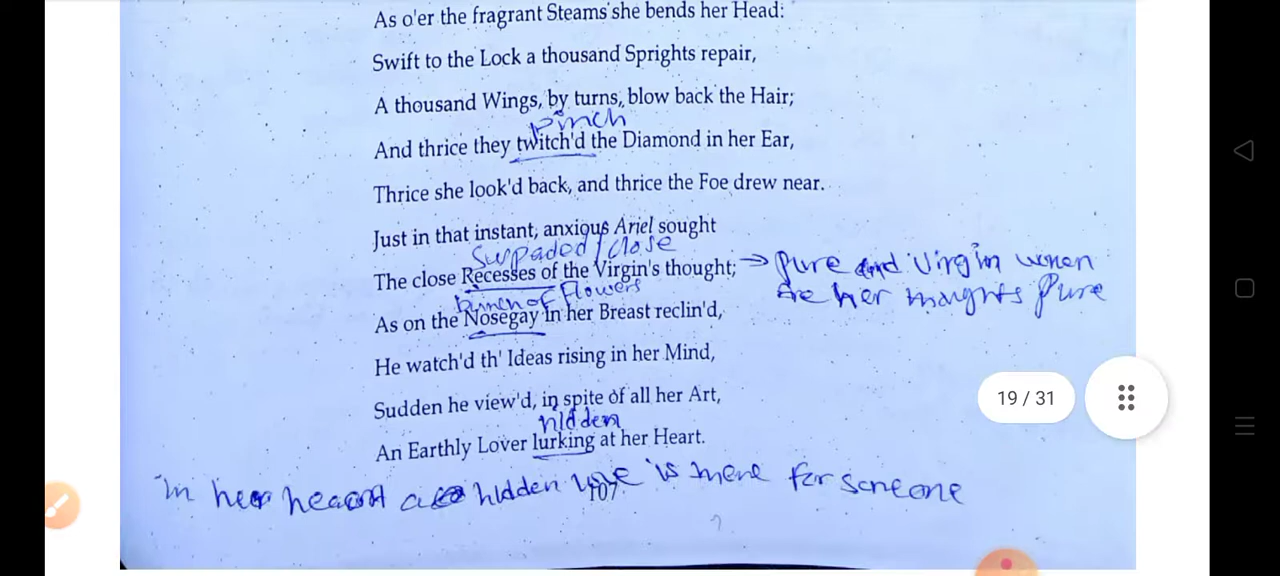 As o'er the fragrant Steams she bends her Head:
Swift to the Lock a thousand Sprights repair,
A thousand Wings, by turns, blow back the Hair;
pinch
And thrice they twitch'd the Diamond in her Ear,
Thrice she look'd back, and thrice the Foe drew near.
Just in that instant, anxious Ariel sought
/ close
The close Recesses of the Virgin's thought; → pure and Virgin women
her pure
of Flowers
As on the Nosegay in her Breast reclin'd,
He watch'd th' Ideas rising in her Mind,
19 / 31
Sudden he view'd, in spite of all her Art,
hidden
An Earthly Lover lurking at her Heart.
in her heart a hidden is for someone
107